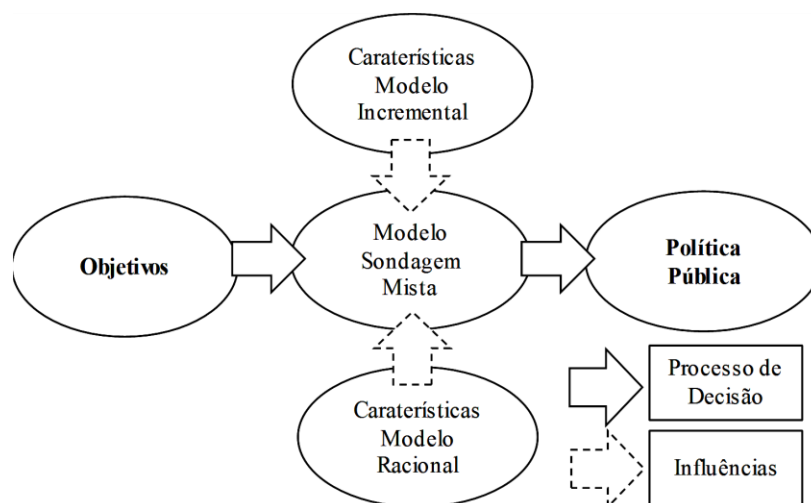 Caraterísticas
Modelo
Incremental
Objetivos
Modelo
Sondagem
Mista
Política
Pública
Caraterísticas
Modelo
Racional
Processo de
Decisão
Influências